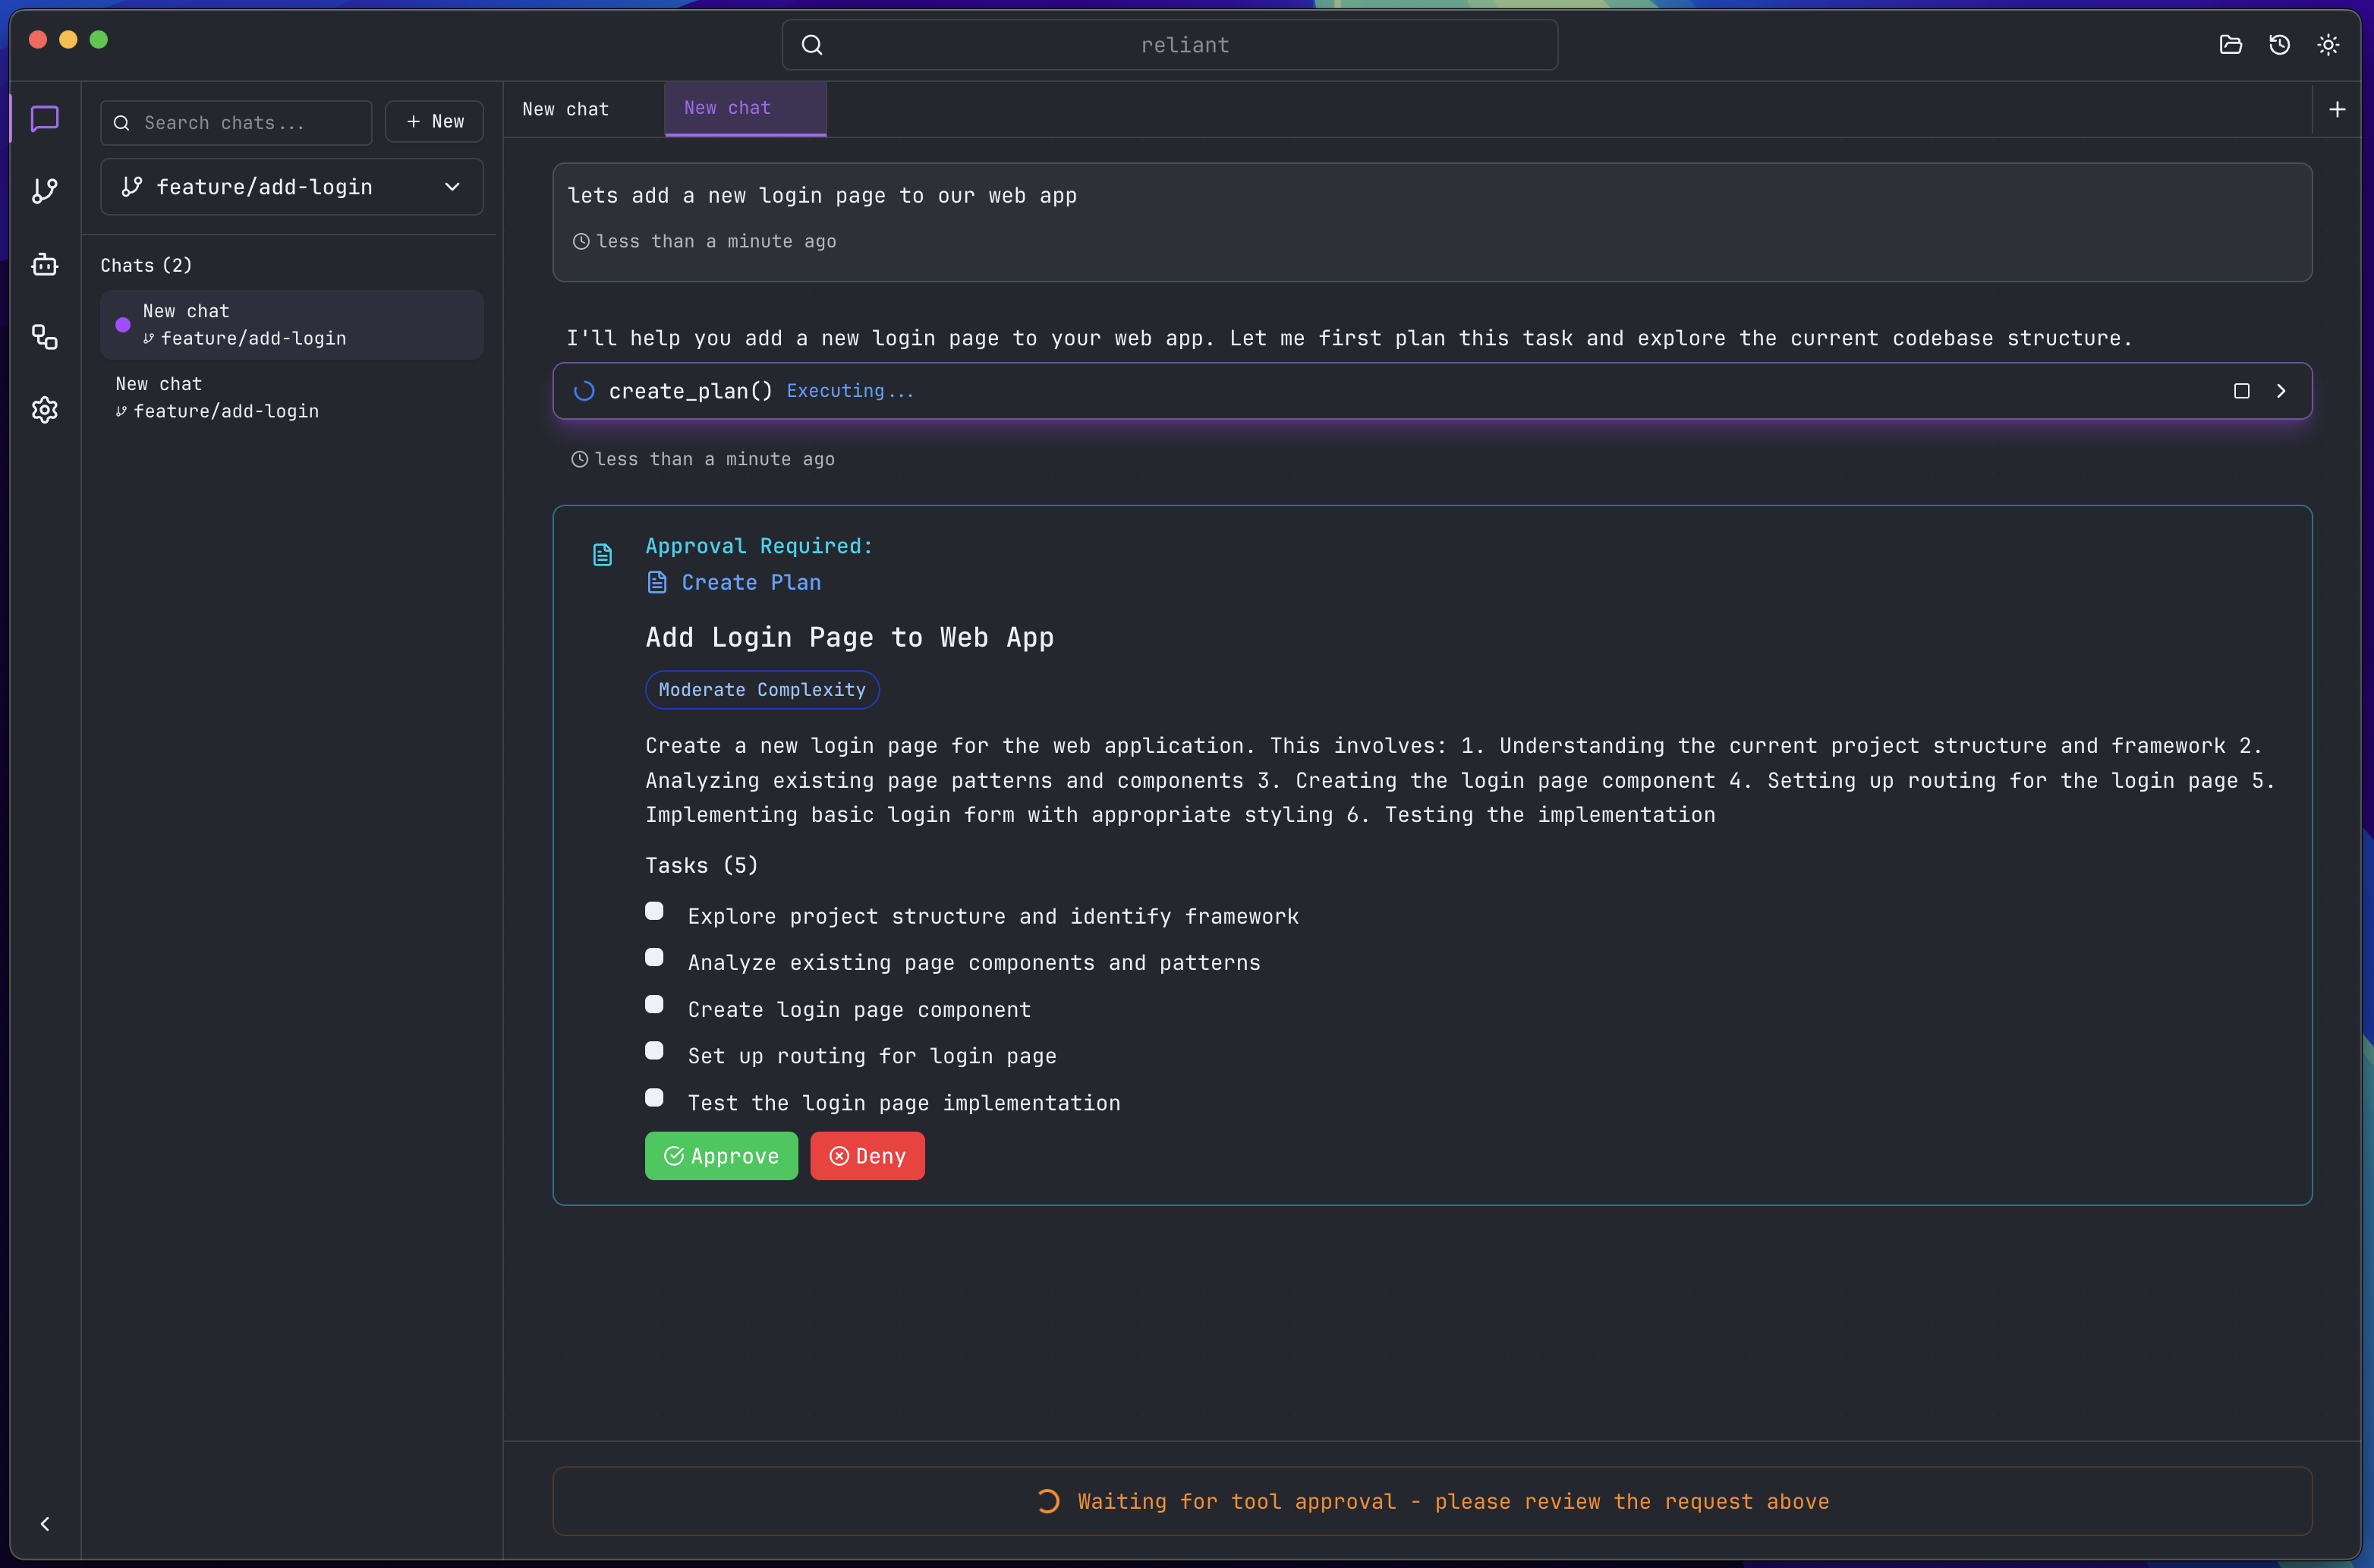 reliant
Search chats...
New
feature/add-login
Chats (2)
New chat
feature/add-login
New chat
feature/add-login
New chat
New chat
lets add a new login page to our web app
less than a minute ago
I'll help you add a new login page to your web app. Let me first plan this task and explore the current codebase structure.
create_plan() Executing...
less than a minute ago
Approval Required:
Create Plan
Add Login Page to Web App
Moderate Complexity
Create a new login page for the web application. This involves: 1. Understanding the current project structure and framework 2.
Analyzing existing page patterns and components 3. Creating the login page component 4. Setting up routing for the login page 5.
Implementing basic login form with appropriate styling 6. Testing the implementation
Tasks (5)
Explore project structure and identify framework
Analyze existing page components and patterns
Create login page component
Set up routing for login page
Test the login page implementation
Approve
Deny
Waiting for tool approval - please review the request above